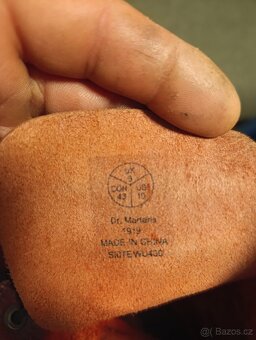 UK
9
CON
43
US
10
Dr. Martens
1919
MADE IN CHINA
© Bazos.cz